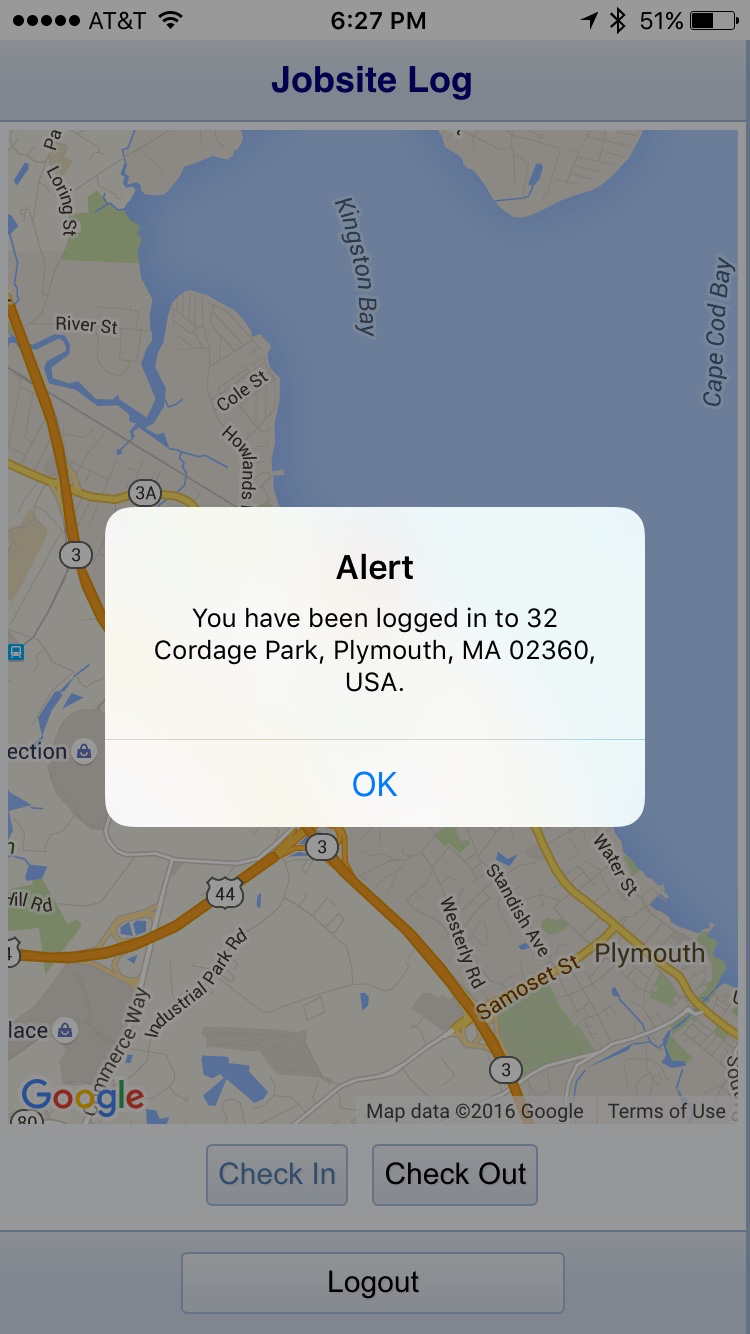 AT&T 6:27 PM 51%
Jobsite Log
Pa
Loring St
Kingston Bay
Cape Cod Bay
River St
Cole St
Howlands
3A
3
Alert
You have been logged in to 32
Cordage Park, Plymouth, MA 02360,
USA.
ection
OK
3
Water St
44
Standish Ave
Westerly Rd
Hill Rd
Plymouth
Industrial Park Rd
Samoset St
lace
mmerce Way
3
Sou
Google
80
Map data ©2016 Google Terms of Use
Check In Check Out
Logout